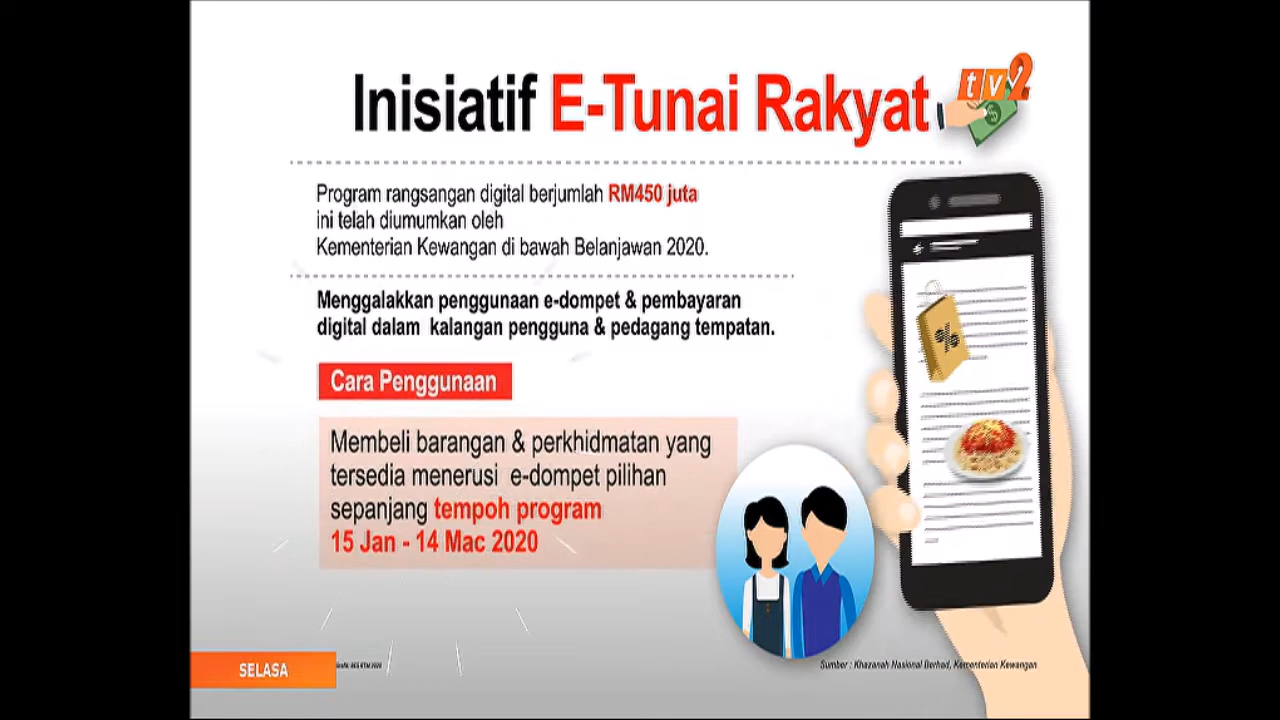 Inisiatif E-Tunai Rakyat
tv2
Program rangsangan digital berjumlah RM450 juta
ini telah diumumkan oleh
Kementerian Kewangan di bawah Belanjawan 2020.
Menggalakkan penggunaan e-dompet & pembayaran
digital dalam kalangan pengguna & pedagang tempatan.
Cara Penggunaan
%
Membeli barangan & perkhidmatan yang
tersedia menerusi e-dompet pilihan
sepanjang tempoh program
15 Jan - 14 Mac 2020
SELASA
Sumber : Khazanah Nasional Berhad, Kementerian Kewangan